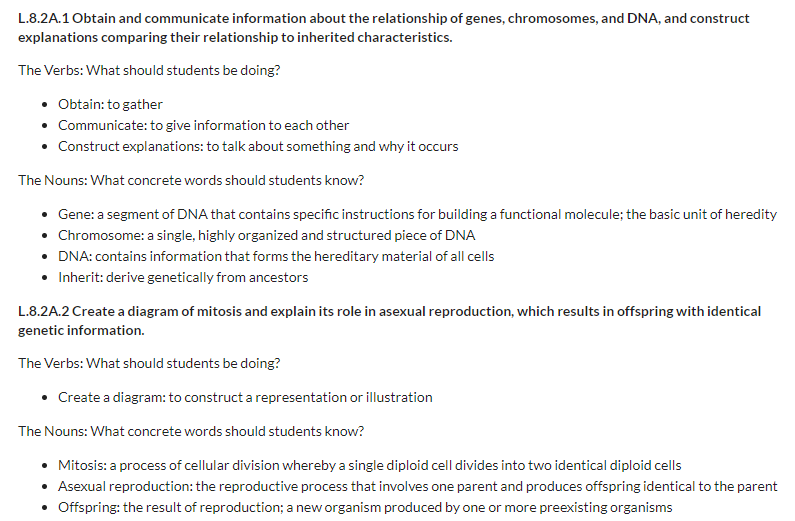 L.8.2A.1 Obtain and communicate information about the relationship of genes, chromosomes, and DNA, and construct
explanations comparing their relationship to inherited characteristics.
The Verbs: What should students be doing?
• Obtain: to gather
• Communicate: to give information to each other
• Construct explanations: to talk about something and why it occurs
The Nouns: What concrete words should students know?
• Gene: a segment of DNA that contains specific instructions for building a functional molecule; the basic unit of heredity
• Chromosome: a single, highly organized and structured piece of DNA
• DNA: contains information that forms the hereditary material of all cells
• Inherit: derive genetically from ancestors
L.8.2A.2 Create a diagram of mitosis and explain its role in asexual reproduction, which results in offspring with identical
genetic information.
The Verbs: What should students be doing?
• Create a diagram: to construct a representation or illustration
The Nouns: What concrete words should students know?
• Mitosis: a process of cellular division whereby a single diploid cell divides into two identical diploid cells
• Asexual reproduction: the reproductive process that involves one parent and produces offspring identical to the parent
• Offspring: the result of reproduction; a new organism produced by one or more preexisting organisms